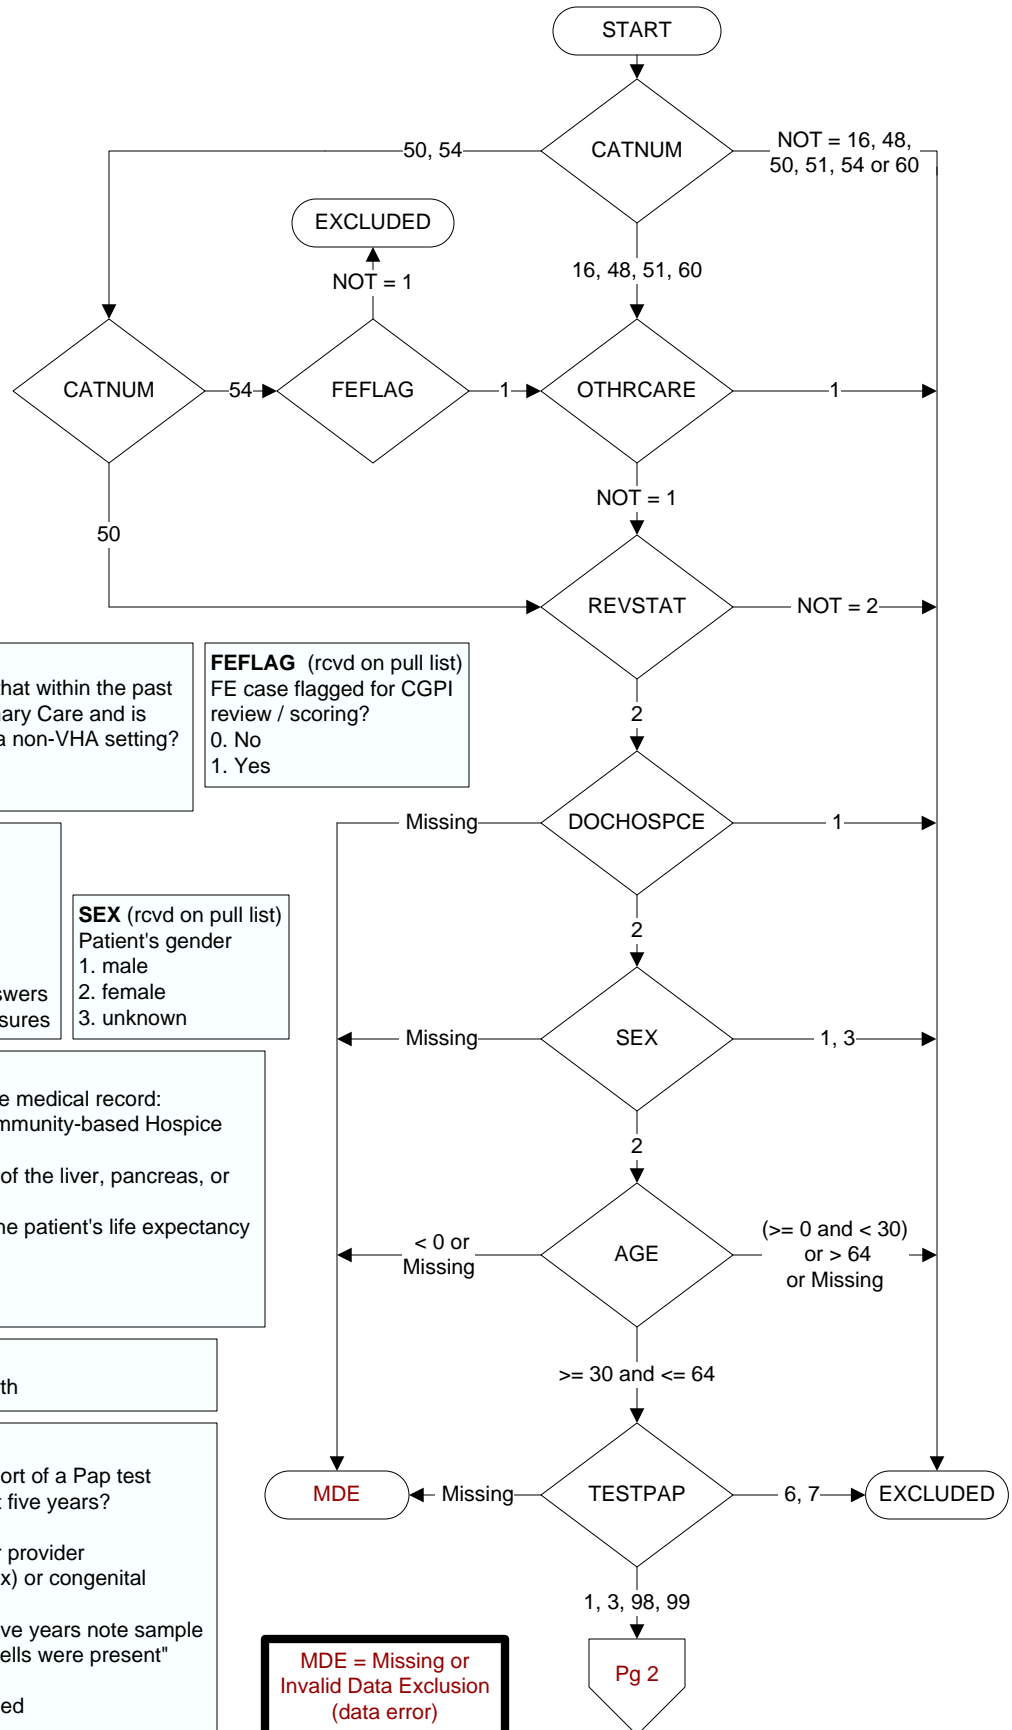 START
CATNUM
50, 54
NOT = 16, 48,
50, 51, 54 or 60
EXCLUDED
NOT = 1
16, 48, 51, 60
CATNUM
54
FEFLAG
1
OTHRCARE
1
NOT = 1
50
REVSTAT
NOT = 2
that within the past
ary Care and is
a non-VHA setting?
FEFLAG (rcvd on pull list)
FE case flagged for CGPI
review / scoring?
0. No
1. Yes
2
Missing
DOCHOSPCE
1
swers
sures
SEX (rcvd on pull list)
Patient's gender
1. male
2. female
3. unknown
2
Missing
SEX
1, 3
e medical record:
mmunity-based Hospice
of the liver, pancreas, or
he patient's life expectancy
2
< 0 or
Missing
AGE
(>= 0 and < 30)
or > 64
or Missing
th
>= 30 and <= 64
ort of a Pap test
t five years?
r provider
x) or congenital
ve years note sample
ells were present"
ed
MDE
Missing
TESTPAP
6, 7
EXCLUDED
1, 3, 98, 99
Pg 2
MDE = Missing or
Invalid Data Exclusion
(data error)